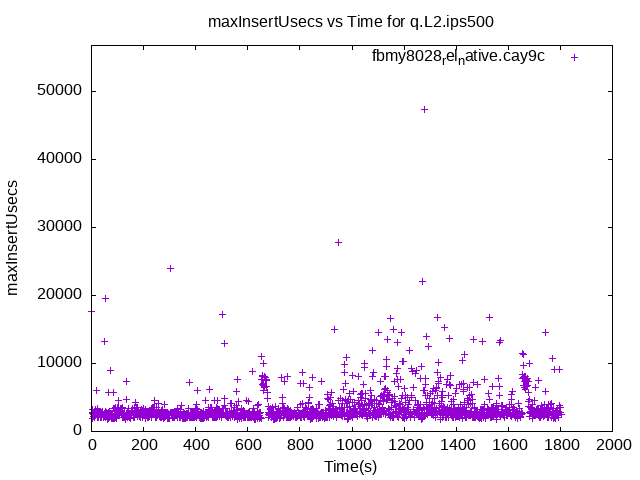 maxInsertUsecs vs Time for q.L2.ips500
fbmy8028relnative.cay9c
50000
40000
30000
20000
10000
0
maxInsertUsecs
0 200 400 600 800 1000 1200 1400 1600 1800 2000
Time(s)